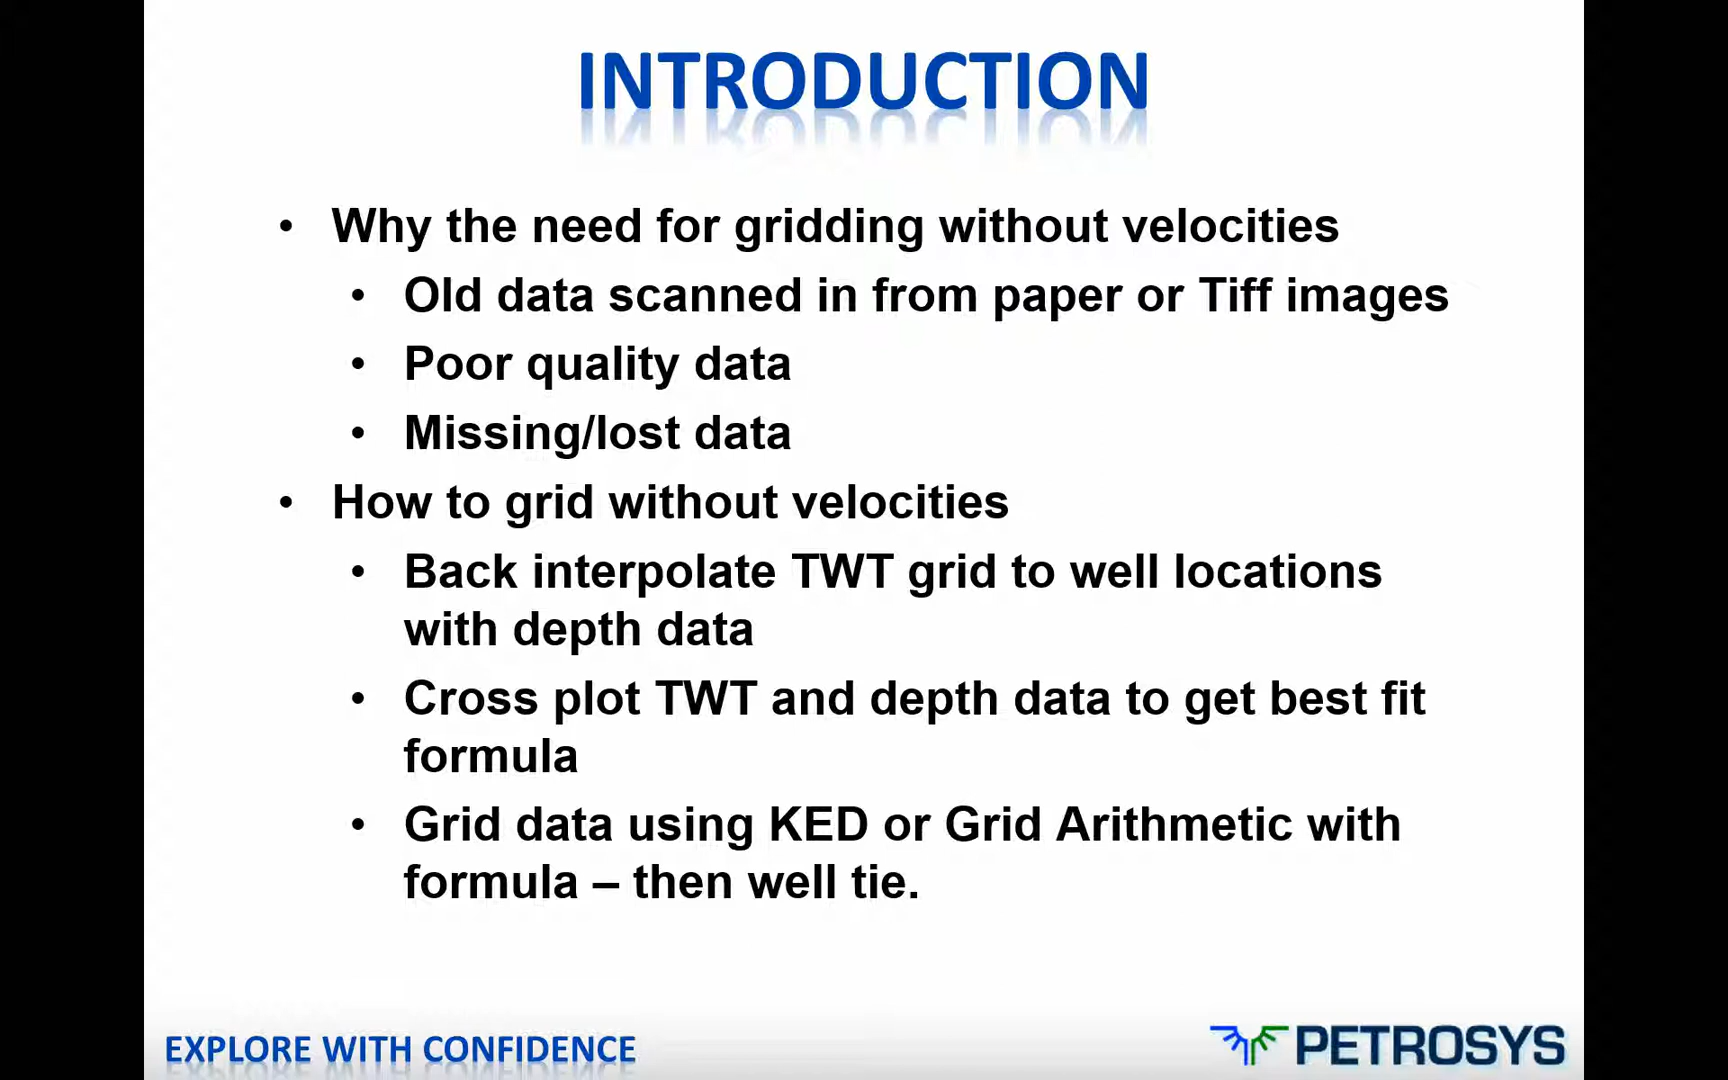 INTRODUCTION
• Why the need for gridding without velocities
• Old data scanned in from paper or Tiff images
• Poor quality data
• Missing/lost data
• How to grid without velocities
• Back interpolate TWT grid to well locations
with depth data
• Cross plot TWT and depth data to get best fit
formula
• Grid data using KED or Grid Arithmetic with
formula – then well tie.
EXPLORE WITH CONFIDENCE
PETROSYS